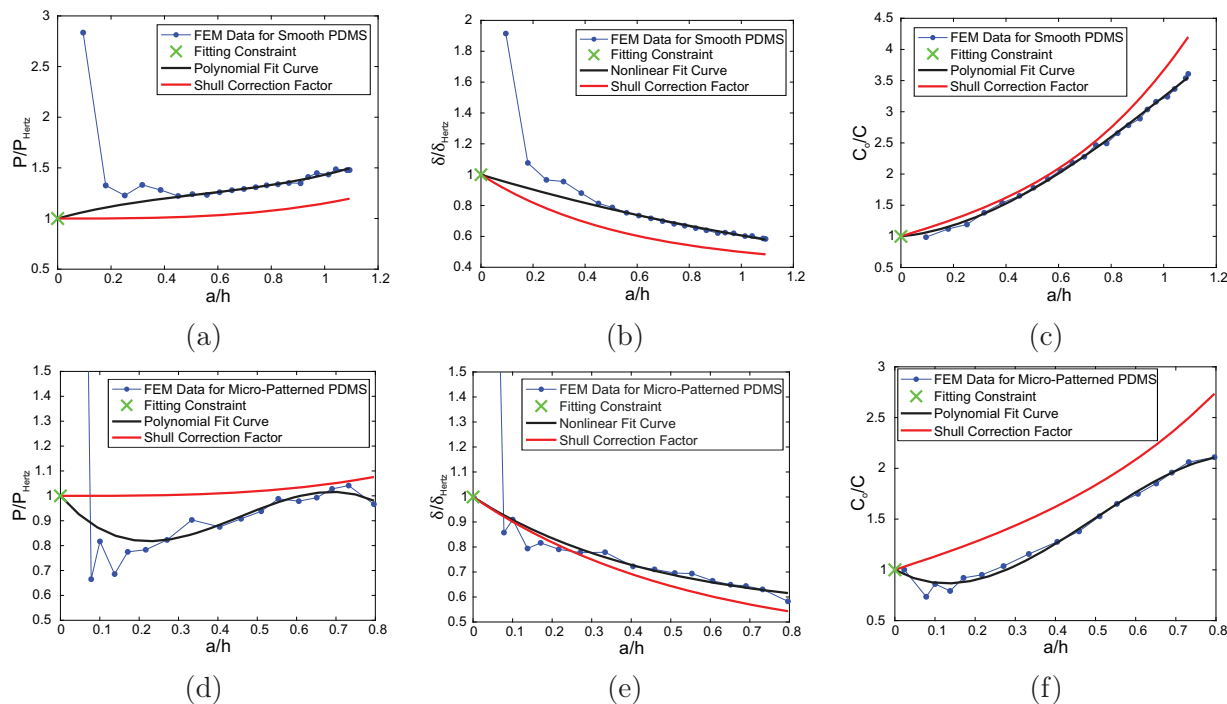 3
2.5
2
1.5
1
0.5
P/P_Hertz
0 0.2 0.4 0.6 0.8 1 1.2
a/h
FEM Data for Smooth PDMS
Fitting Constraint
Polynomial Fit Curve
Shull Correction Factor
(a)
2
1.8
1.6
1.4
1.2
1
0.8
0.6
0.4
δ/δ_Hertz
0 0.2 0.4 0.6 0.8 1 1.2
a/h
FEM Data for Smooth PDMS
Fitting Constraint
Nonlinear Fit Curve
Shull Correction Factor
(b)
4.5
4
3.5
3
2.5
2
1.5
1
0.5
C_o/C
0 0.2 0.4 0.6 0.8 1 1.2
a/h
FEM Data for Smooth PDMS
Fitting Constraint
Polynomial Fit Curve
Shull Correction Factor
(c)
1.5
1.4
1.3
1.2
1.1
1
0.9
0.8
0.7
0.6
0.5
P/P_Hertz
0 0.1 0.2 0.3 0.4 0.5 0.6 0.7 0.8
a/h
FEM Data for Micro-Patterned PDMS
Fitting Constraint
Polynomial Fit Curve
Shull Correction Factor
(d)
1.5
1.4
1.3
1.2
1.1
1
0.9
0.8
0.7
0.6
0.5
δ/δ_Hertz
0 0.1 0.2 0.3 0.4 0.5 0.6 0.7 0.8
a/h
FEM Data for Micro-Patterned PDMS
Fitting Constraint
Nonlinear Fit Curve
Shull Correction Factor
(e)
3
2.5
2
1.5
1
0.5
C_o/C
0 0.1 0.2 0.3 0.4 0.5 0.6 0.7 0.8
a/h
FEM Data for Micro-Patterned PDMS
Fitting Constraint
Polynomial Fit Curve
Shull Correction Factor
(f)